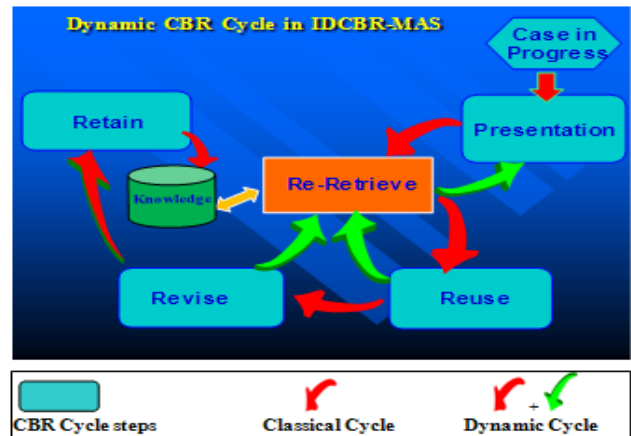 Dynamic CBR Cycle in IDCBR-MAS
Case in
Progress
Retain
Presentation
Re-Retrieve
Knowledge
Revise
Reuse
+
CBR Cycle steps
Classical Cycle
Dynamic Cycle